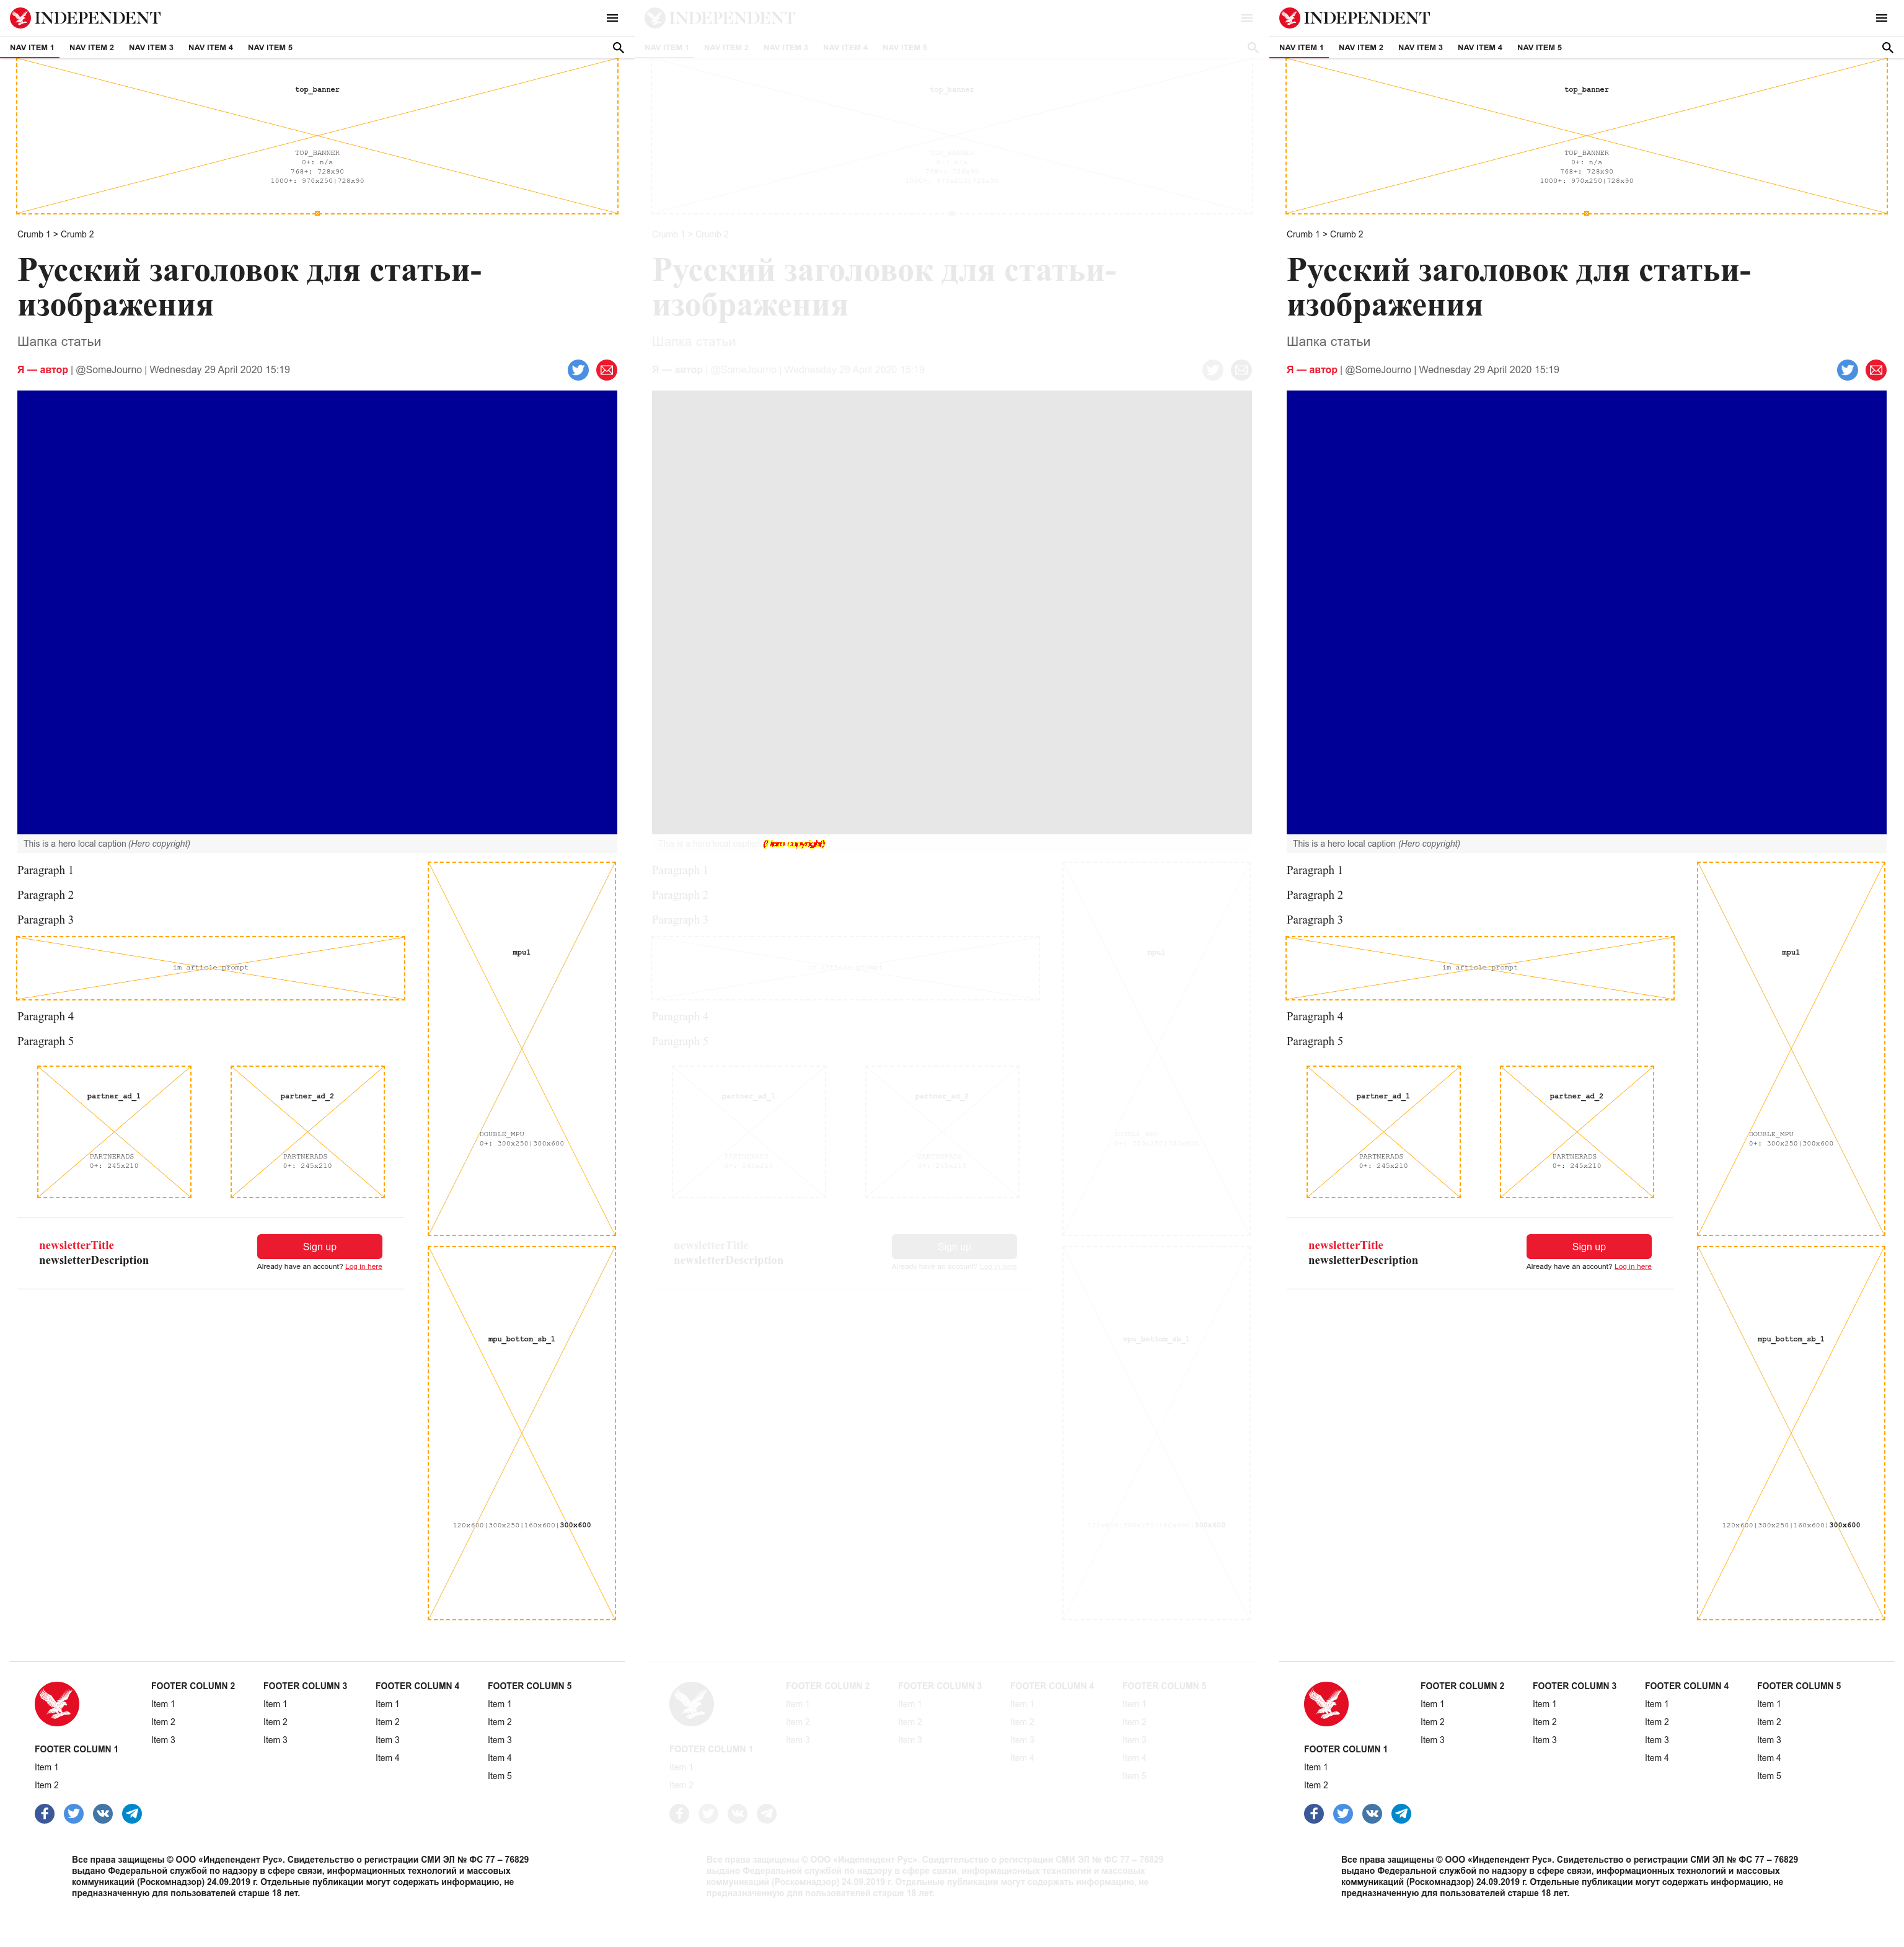 INDEPENDENT
NAV ITEM 1 NAV ITEM 2 NAV ITEM 3 NAV ITEM 4 NAV ITEM 5
top_banner
TOP_BANNER
0+: n/a
768+: 728x90
1000+: 970x250|728x90
Crumb 1 > Crumb 2
Русский заголовок для статьи-
изображения
Шапка статьи
Я — автор | @SomeJourno | Wednesday 29 April 2020 15:19
This is a hero local caption (Hero copyright)
Paragraph 1
Paragraph 2
Paragraph 3
im article prompt
Paragraph 4
Paragraph 5
partner_ad_1
PARTNERADS
0+: 245x210
partner_ad_2
PARTNERADS
0+: 245x210
newsletterTitle
newsletterDescription
Sign up
Already have an account? Log in here
mpu1
DOUBLE_MPU
0+: 300x250|300x600
mpu_bottom_sb_1
120x600|300x250|160x600|300x600
FOOTER COLUMN 1
Item 1
Item 2
FOOTER COLUMN 2
Item 1
Item 2
Item 3
FOOTER COLUMN 3
Item 1
Item 2
Item 3
FOOTER COLUMN 4
Item 1
Item 2
Item 3
Item 4
FOOTER COLUMN 5
Item 1
Item 2
Item 3
Item 4
Item 5
Все права защищены © ООО «Индепендент Рус». Свидетельство о регистрации СМИ ЭЛ № ФС 77 – 76829
выдано Федеральной службой по надзору в сфере связи, информационных технологий и массовых
коммуникаций (Роскомнадзор) 24.09.2019 г. Отдельные публикации могут содержать информацию, не
предназначенную для пользователей старше 18 лет.
INDEPENDENT
NAV ITEM 1 NAV ITEM 2 NAV ITEM 3 NAV ITEM 4 NAV ITEM 5
top_banner
TOP_BANNER
Crumb 1 > Crumb 2
Русский заголовок для статьи-
изображения
Шапка статьи
Я — автор | @SomeJourno | Wednesday 29 April 2020 15:19
This is a hero local caption
Paragraph 1
Paragraph 2
Paragraph 3
Paragraph 4
Paragraph 5
partner_ad_1
PARTNERADS
partner_ad_2
PARTNERADS
newsletterTitle
newsletterDescription
Sign up
Already have an account? Log in here
mpu1
DOUBLE_MPU
mpu_bottom_sb_1
300x600
FOOTER COLUMN 1
Item 1
Item 2
FOOTER COLUMN 2
Item 1
Item 2
Item 3
FOOTER COLUMN 3
Item 1
Item 2
Item 3
FOOTER COLUMN 4
Item 1
Item 2
Item 3
Item 4
FOOTER COLUMN 5
Item 1
Item 2
Item 3
Item 4
Item 5
Все права защищены © ООО «Индепендент Рус». Свидетельство о регистрации СМИ ЭЛ № ФС 77 – 76829
выдано Федеральной службой по надзору в сфере связи, информационных технологий и массовых
коммуникаций (Роскомнадзор) 24.09.2019 г. Отдельные публикации могут содержать информацию, не
предназначенную для пользователей старше 18 лет.
INDEPENDENT
NAV ITEM 1 NAV ITEM 2 NAV ITEM 3 NAV ITEM 4 NAV ITEM 5
top_banner
TOP_BANNER
0+: n/a
768+: 728x90
1000+: 970x250|728x90
Crumb 1 > Crumb 2
Русский заголовок для статьи-
изображения
Шапка статьи
Я — автор | @SomeJourno | Wednesday 29 April 2020 15:19
This is a hero local caption (Hero copyright)
Paragraph 1
Paragraph 2
Paragraph 3
im article prompt
Paragraph 4
Paragraph 5
partner_ad_1
PARTNERADS
0+: 245x210
partner_ad_2
PARTNERADS
0+: 245x210
newsletterTitle
newsletterDescription
Sign up
Already have an account? Log in here
mpu1
DOUBLE_MPU
0+: 300x250|300x600
mpu_bottom_sb_1
120x600|300x250|160x600|300x600
FOOTER COLUMN 1
Item 1
Item 2
FOOTER COLUMN 2
Item 1
Item 2
Item 3
FOOTER COLUMN 3
Item 1
Item 2
Item 3
FOOTER COLUMN 4
Item 1
Item 2
Item 3
Item 4
FOOTER COLUMN 5
Item 1
Item 2
Item 3
Item 4
Item 5
Все права защищены © ООО «Индепендент Рус». Свидетельство о регистрации СМИ ЭЛ № ФС 77 – 76829
выдано Федеральной службой по надзору в сфере связи, информационных технологий и массовых
коммуникаций (Роскомнадзор) 24.09.2019 г. Отдельные публикации могут содержать информацию, не
предназначенную для пользователей старше 18 лет.